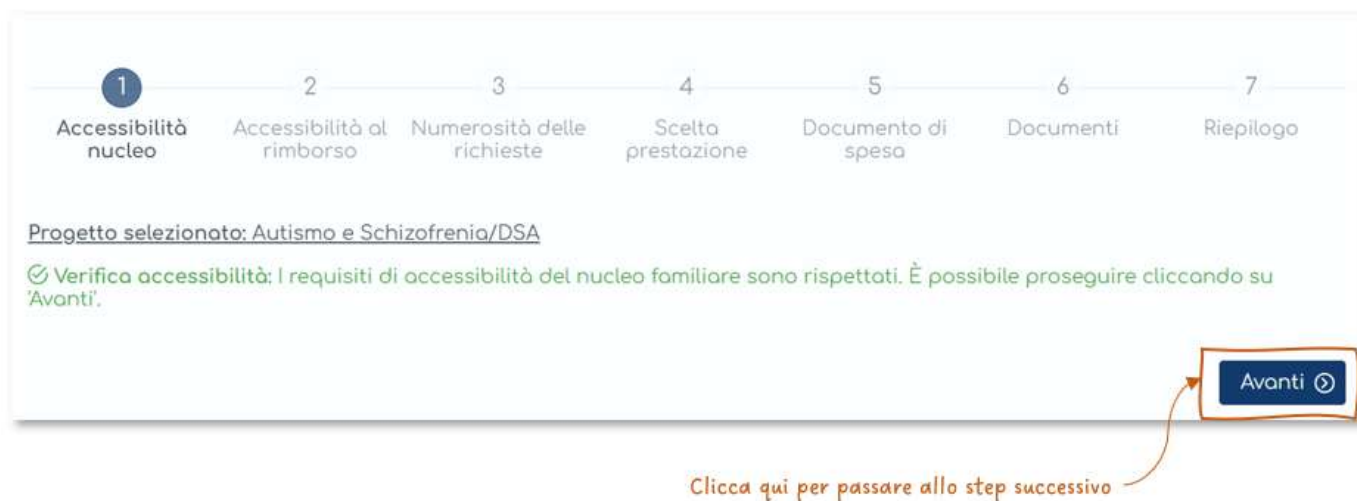 1 2 3 4 5 6 7
Accessibilità nucleo Accessibilità al rimborso Numerosità delle richieste Scelta prestazione Documento di spesa Documenti Riepilogo
Progetto selezionato: Autismo e Schizofrenia/DSA
Verifica accessibilità: I requisiti di accessibilità del nucleo familiare sono rispettati. È possibile proseguire cliccando su
'Avanti'.
Avanti
Clicca qui per passare allo step successivo